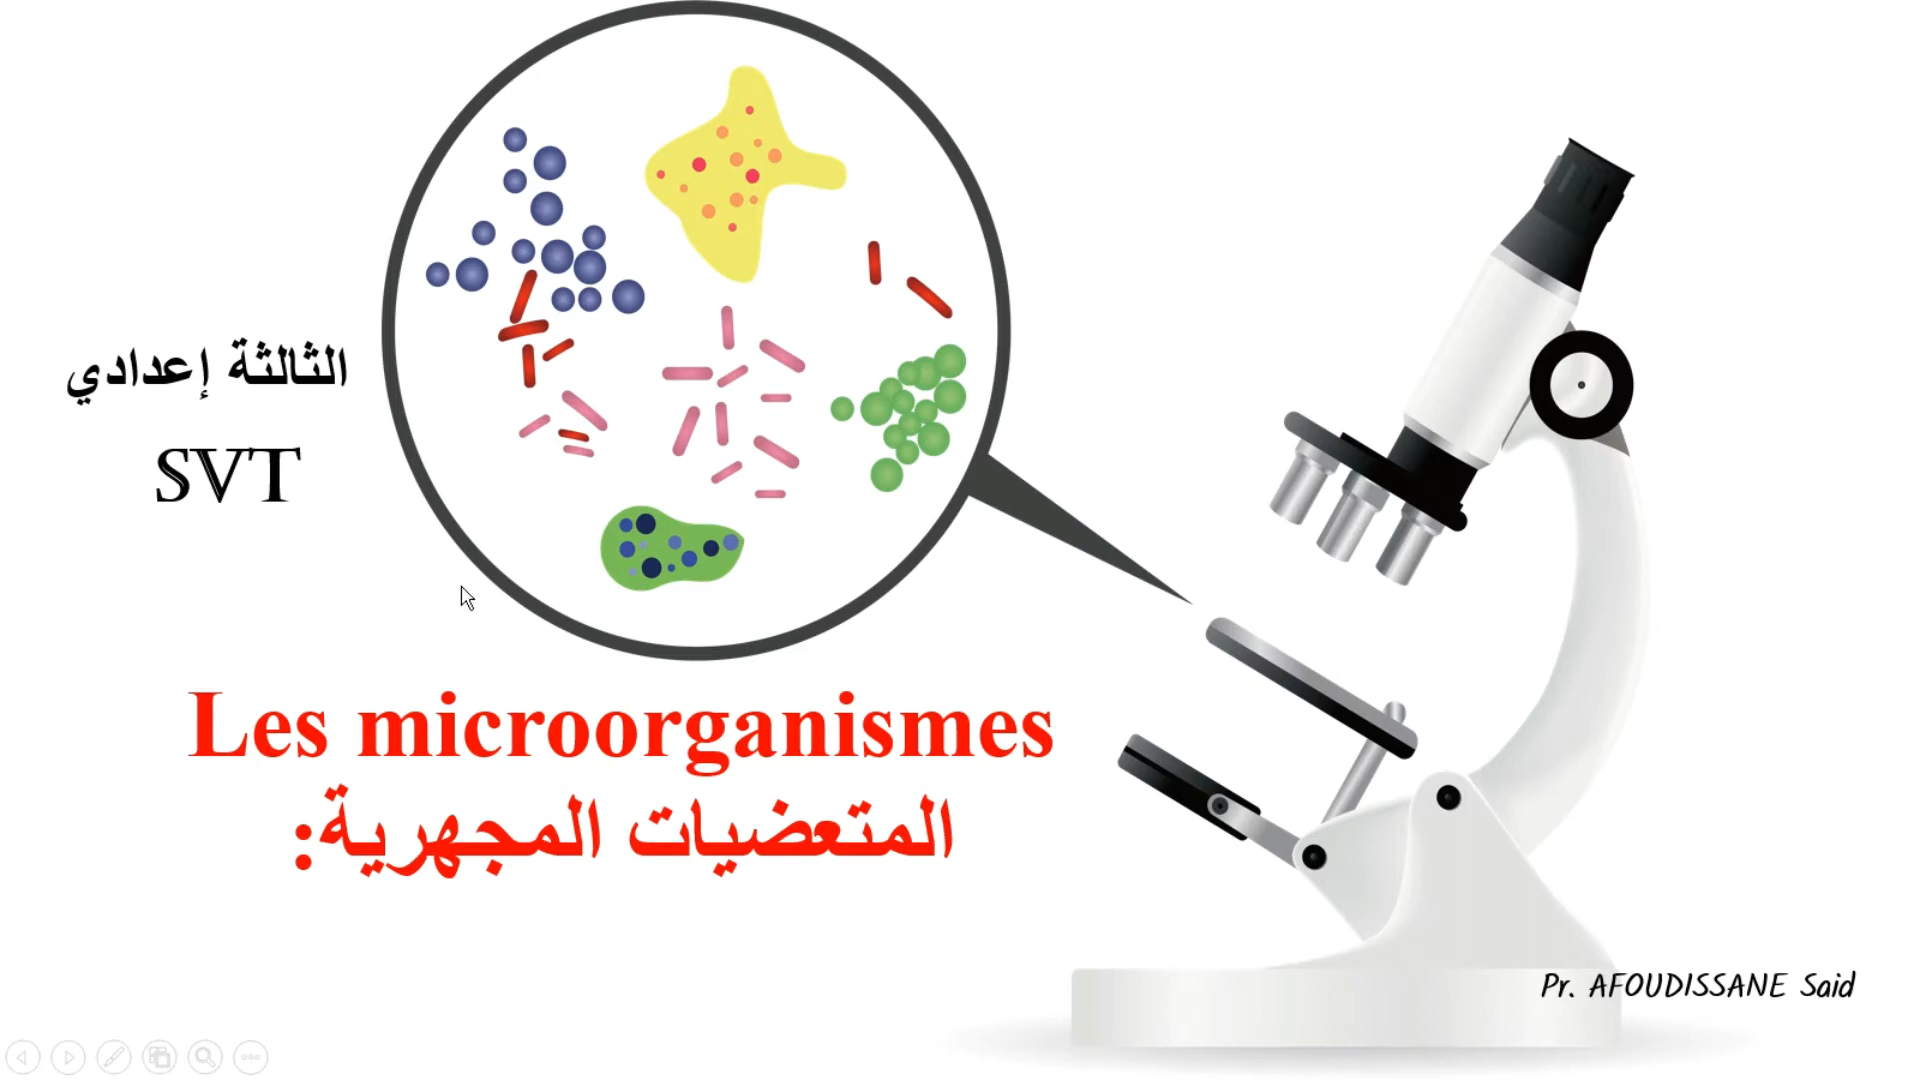 الثالثة إعدادي
SVT
Les microorganismes
المتعضيات المجهرية:
Pr. AFOUDISSANE Said